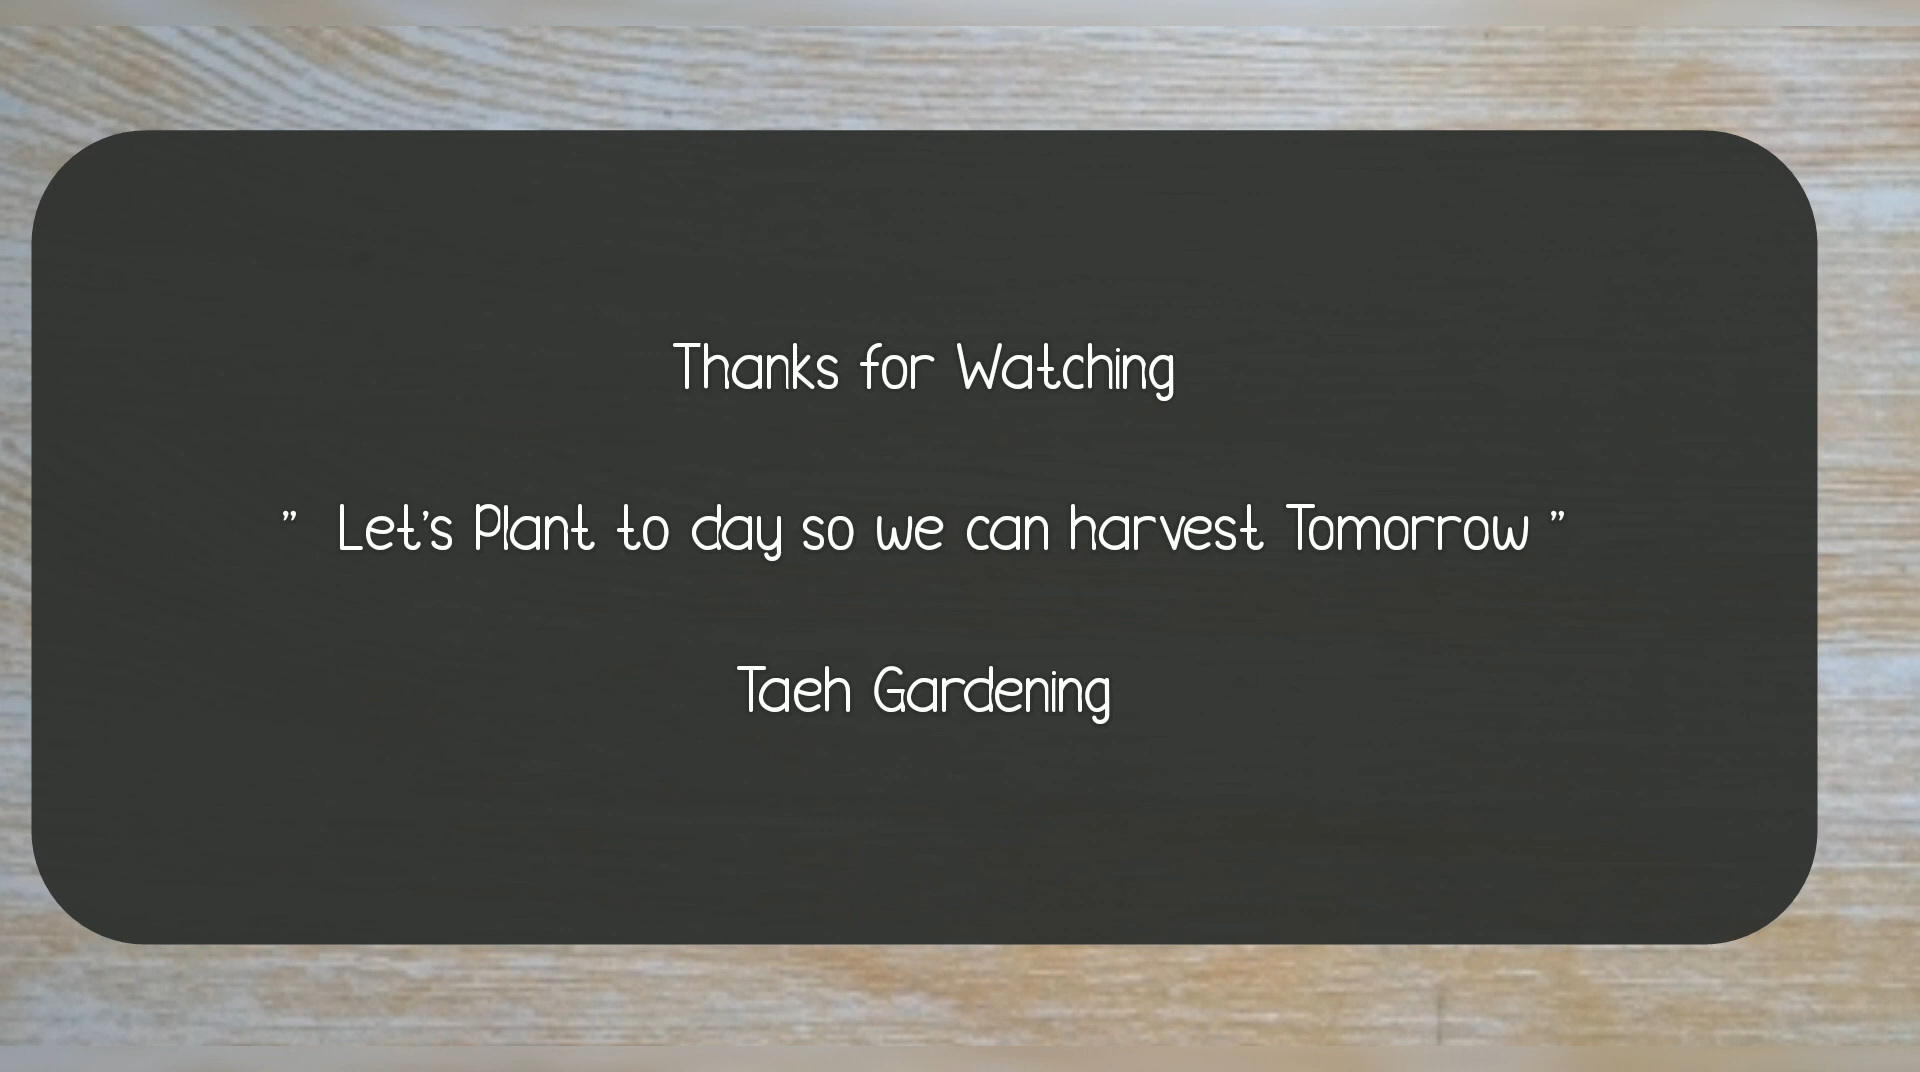 Thanks for Watching
” Let's Plant to day so we can harvest Tomorrow ”
Taeh Gardening